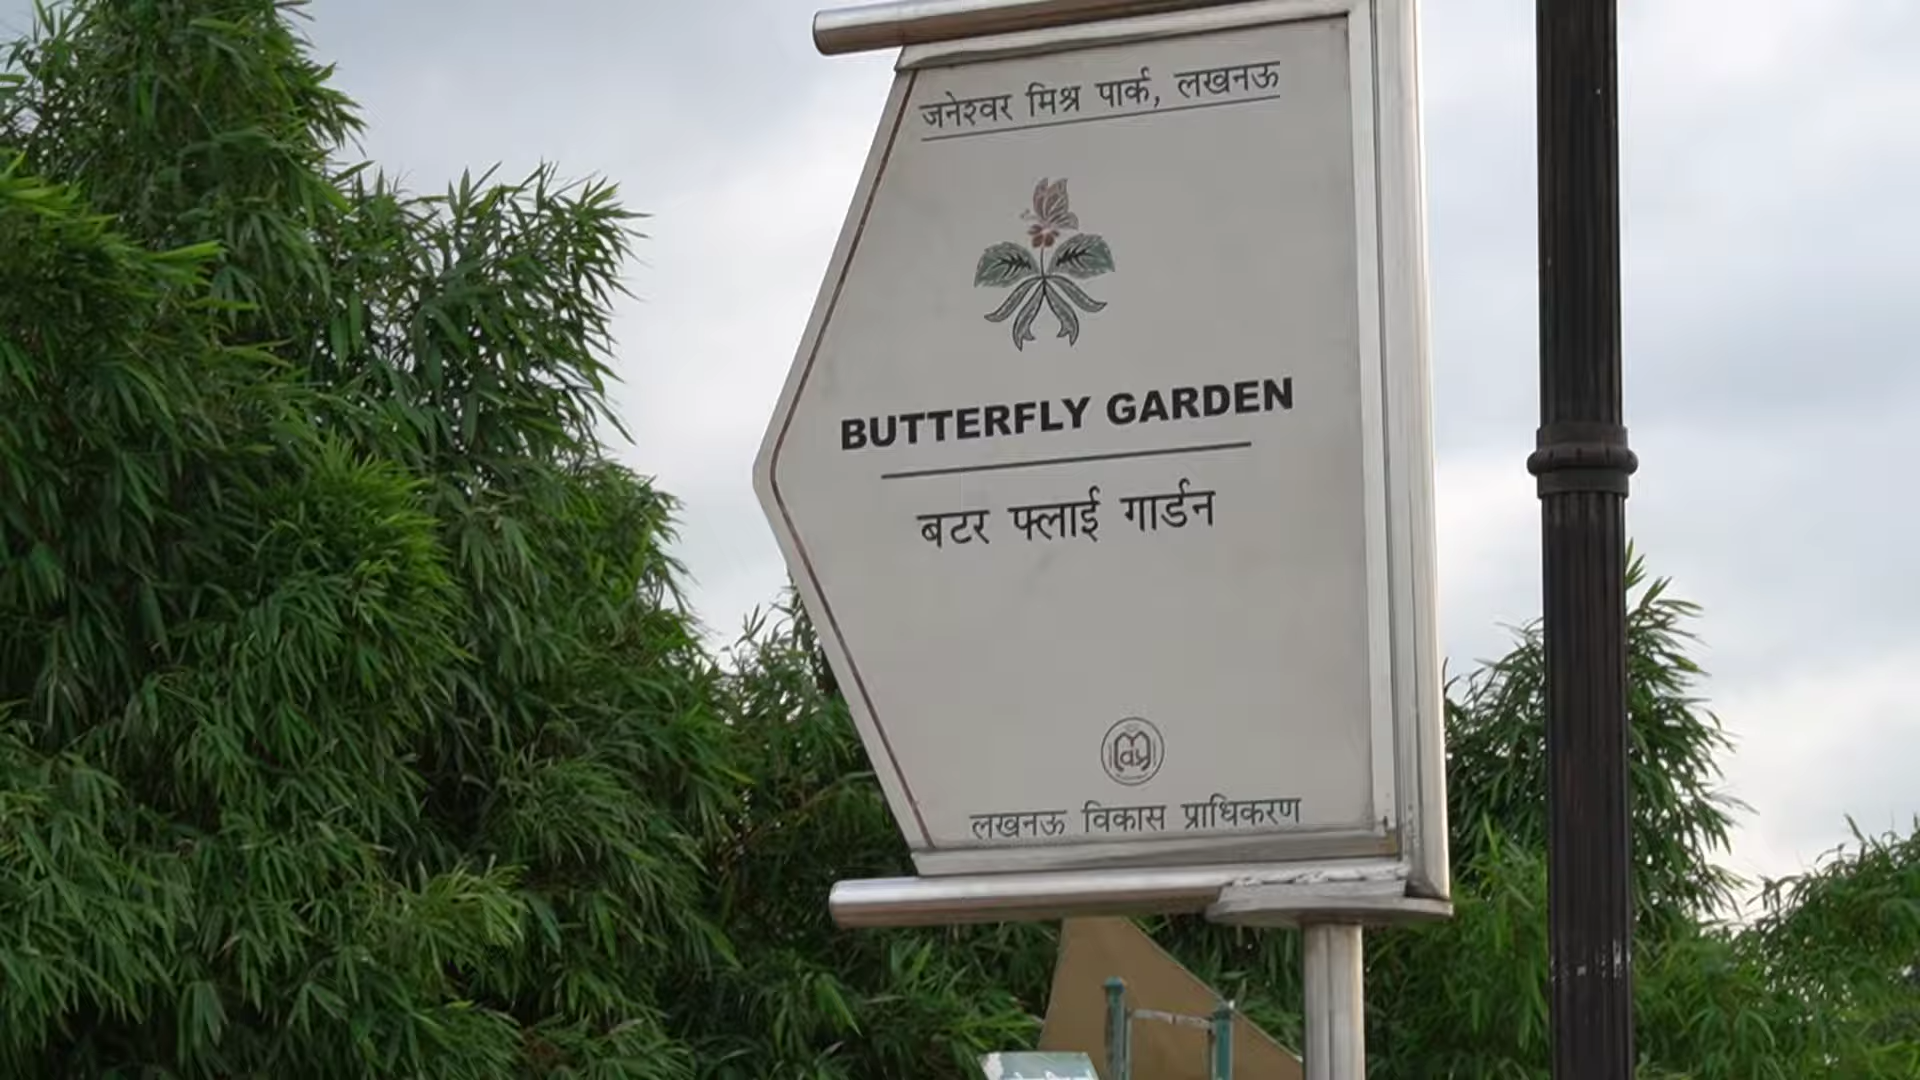 जनेश्वर मिश्र पार्क, लखनऊ
BUTTERFLY GARDEN
बटर फ्लाई गार्डन
लखनऊ विकास प्राधिकरण